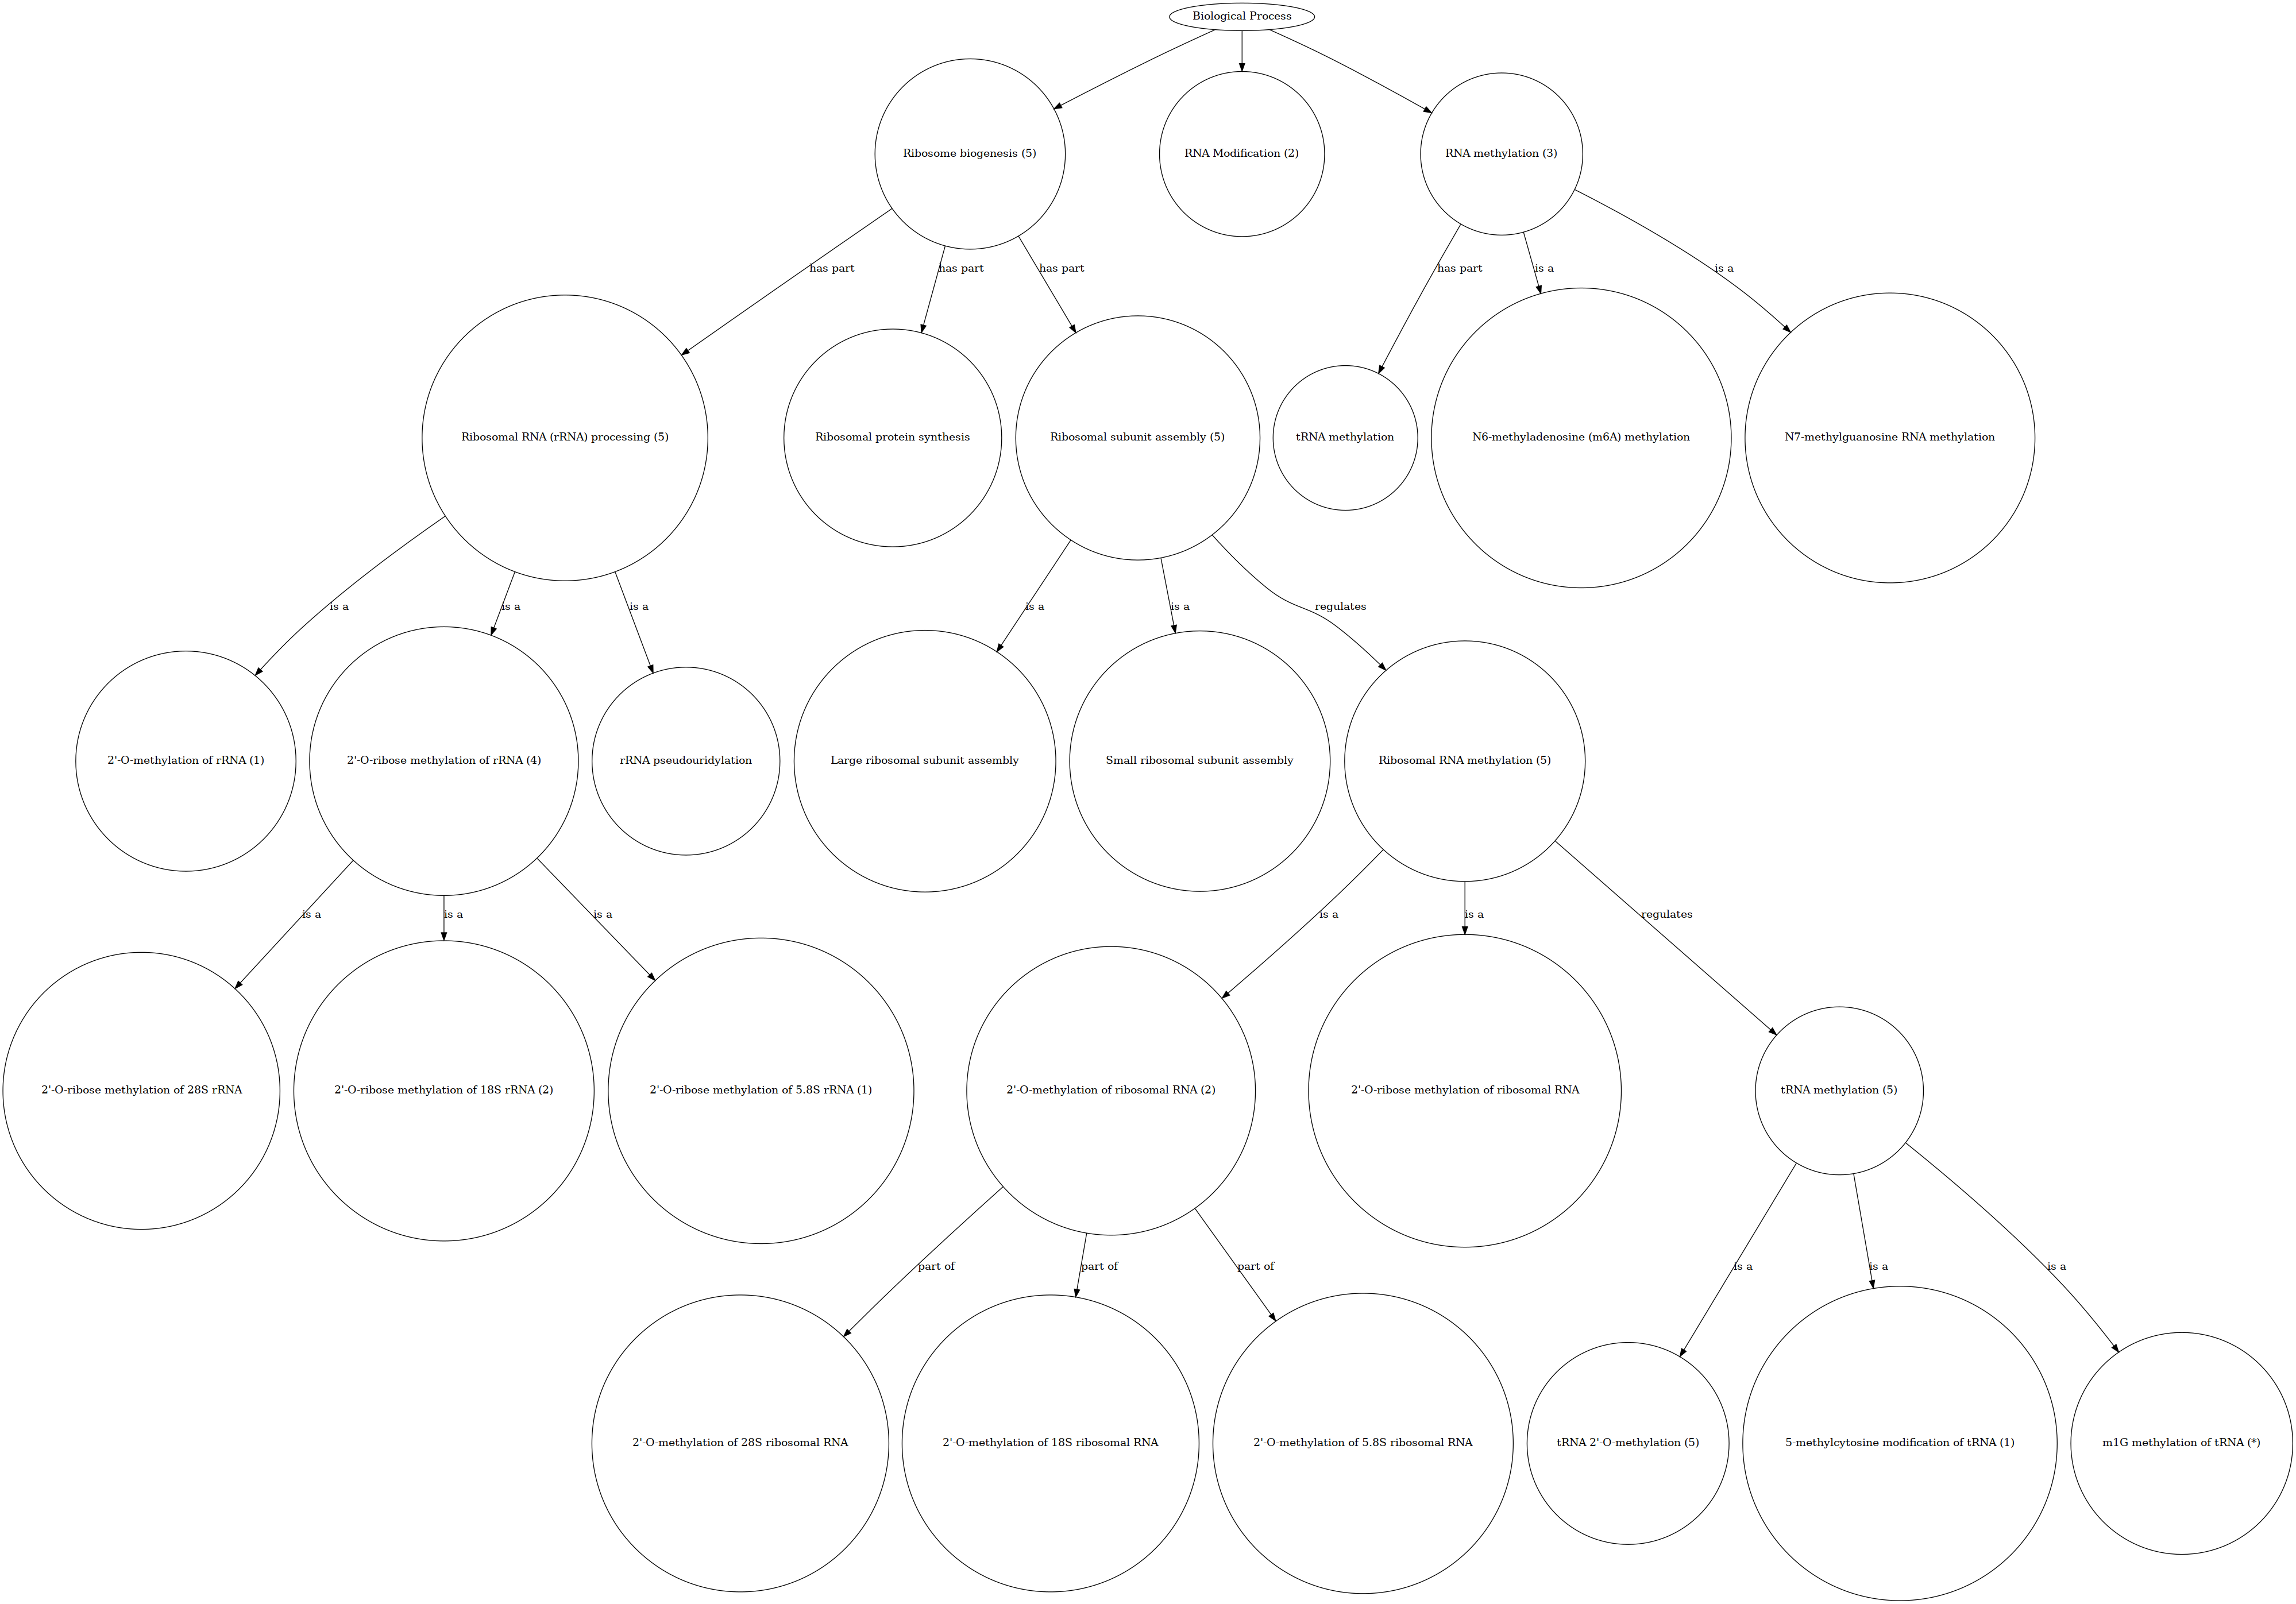 Biological Process
Ribosome biogenesis (5)
RNA Modification (2)
RNA methylation (3)
has part
has part
has part
has part
is a
is a
Ribosomal RNA (rRNA) processing (5)
Ribosomal protein synthesis
Ribosomal subunit assembly (5)
tRNA methylation
N6-methyladenosine (m6A) methylation
N7-methylguanosine RNA methylation
is a
is a
is a
is a
is a
regulates
2'-O-methylation of rRNA (1)
2'-O-ribose methylation of rRNA (4)
rRNA pseudouridylation
Large ribosomal subunit assembly
Small ribosomal subunit assembly
Ribosomal RNA methylation (5)
is a
is a
is a
is a
is a
regulates
2'-O-ribose methylation of 28S rRNA
2'-O-ribose methylation of 18S rRNA (2)
2'-O-ribose methylation of 5.8S rRNA (1)
2'-O-methylation of ribosomal RNA (2)
2'-O-ribose methylation of ribosomal RNA
tRNA methylation (5)
part of
part of
part of
is a
is a
is a
2'-O-methylation of 28S ribosomal RNA
2'-O-methylation of 18S ribosomal RNA
2'-O-methylation of 5.8S ribosomal RNA
tRNA 2'-O-methylation (5)
5-methylcytosine modification of tRNA (1)
m1G methylation of tRNA (*)